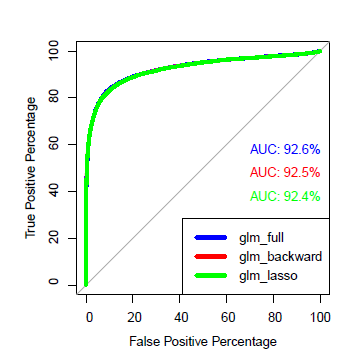 True Positive Percentage
100
80
60
40
20
0
AUC: 92.6%
AUC: 92.5%
AUC: 92.4%
glm_full
glm_backward
glm_lasso
0 20 40 60 80 100
False Positive Percentage